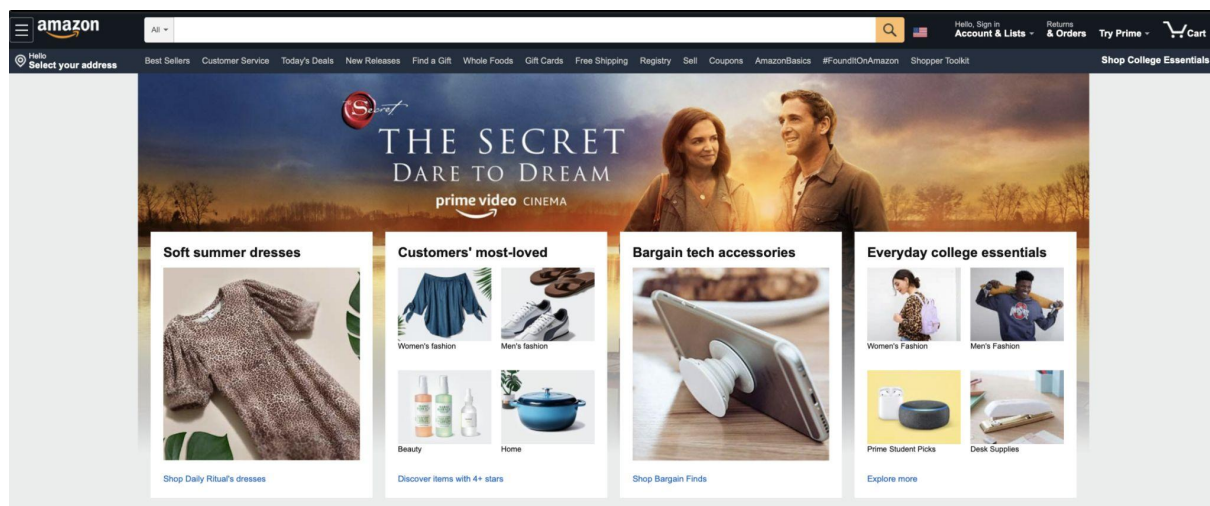 amazon
All
Hello, Sign in
Account & Lists
Returns
& Orders
Try Prime
Cart
Hello
Select your address
Best Sellers Customer Service Today's Deals New Releases Find a Gift Whole Foods Gift Cards Free Shipping Registry Sell Coupons AmazonBasics #FoundItOnAmazon Shopper Toolkit
Shop College Essentials
Secret
THE SECRET
DARE TO DREAM
prime video CINEMA
Soft summer dresses
Shop Daily Ritual's dresses
Customers' most-loved
Women's fashion
Men's fashion
Beauty
Home
Discover items with 4+ stars
Bargain tech accessories
Shop Bargain Finds
Everyday college essentials
Women's Fashion
Men's Fashion
Prime Student Picks
Desk Supplies
Explore more